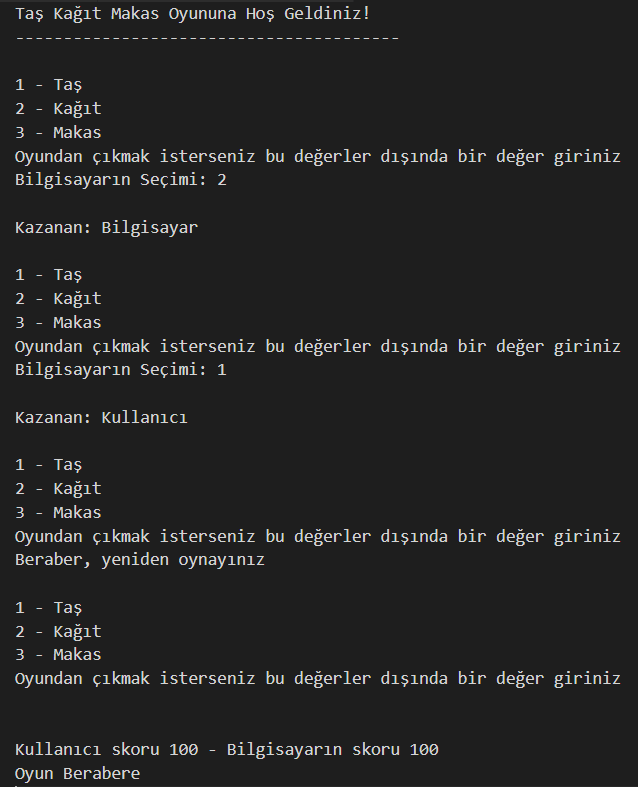 Taş Kağıt Makas Oyununa Hoş Geldiniz!
----------------------------------------
1 - Taş
2 - Kağıt
3 - Makas
Oyundan çıkmak isterseniz bu değerler dışında bir değer giriniz
Bilgisayarın Seçimi: 2
Kazanan: Bilgisayar
1 - Taş
2 - Kağıt
3 - Makas
Oyundan çıkmak isterseniz bu değerler dışında bir değer giriniz
Bilgisayarın Seçimi: 1
Kazanan: Kullanıcı
1 - Taş
2 - Kağıt
3 - Makas
Oyundan çıkmak isterseniz bu değerler dışında bir değer giriniz
Beraber, yeniden oynayınız
1 - Taş
2 - Kağıt
3 - Makas
Oyundan çıkmak isterseniz bu değerler dışında bir değer giriniz
Kullanıcı skoru 100 - Bilgisayarın skoru 100
Oyun Berabere